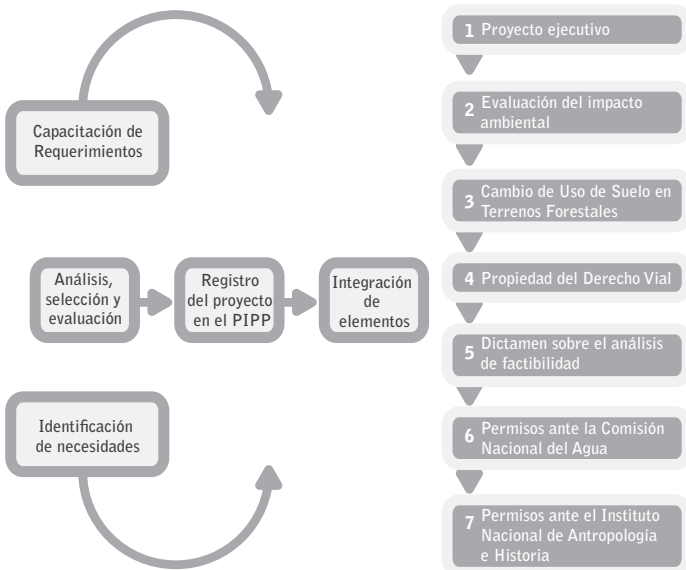 Capacitación de
Requerimientos
Análisis,
selección y
evaluación
Registro
del proyecto
en el PIPP
Integración
de
elementos
Identificación
de necesidades
1 Proyecto ejecutivo
2 Evaluación del impacto
ambiental
3 Cambio de Uso de Suelo en
Terrenos Forestales
4 Propiedad del Derecho Vial
5 Dictamen sobre el análisis
de factibilidad
6 Permisos ante la Comisión
Nacional del Agua
7 Permisos ante el Instituto
Nacional de Antropología
e Historia